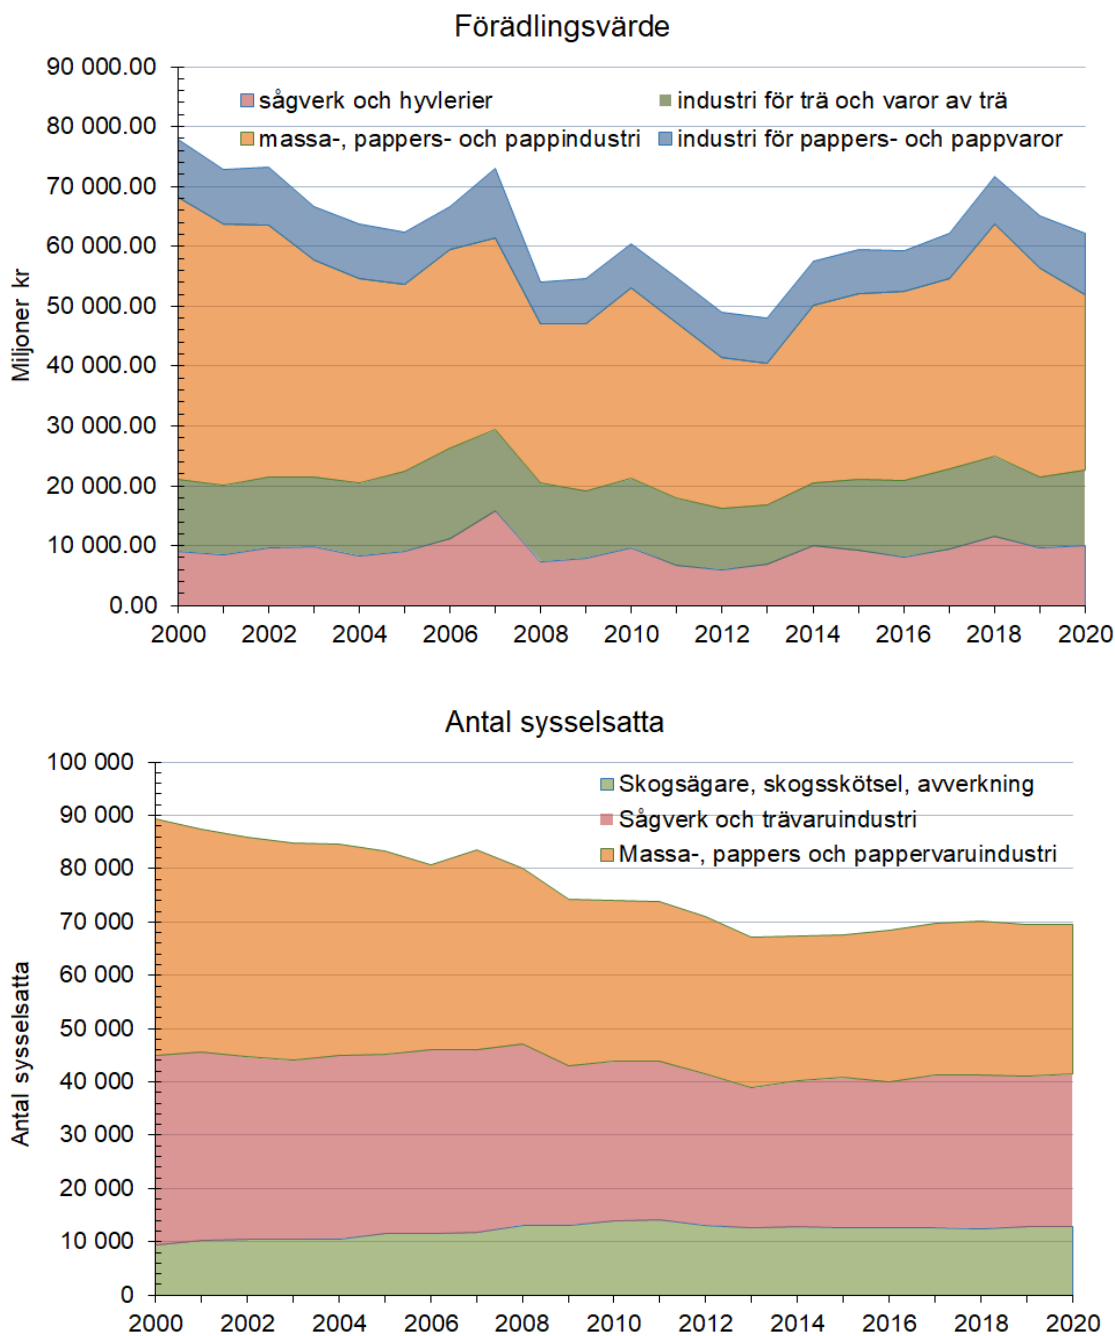 Förädlingsvärde
90 000.00
sågverk och hyvlerier
industri för trä och varor av trä
80 000.00
massa-, pappers- och pappindustri
industri för pappers- och pappvaror
70 000.00
60 000.00
50 000.00
Miljoner kr
40 000.00
30 000.00
20 000.00
10 000.00
0.00
2000 2002 2004 2006 2008 2010 2012 2014 2016 2018 2020
Antal sysselsatta
100 000
Skogsägare, skogsskötsel, avverkning
90 000
Sågverk och trävaruindustri
80 000
Massa-, pappers och pappervaruindustri
70 000
60 000
50 000
Antal sysselsatta
40 000
30 000
20 000
10 000
0
2000 2002 2004 2006 2008 2010 2012 2014 2016 2018 2020